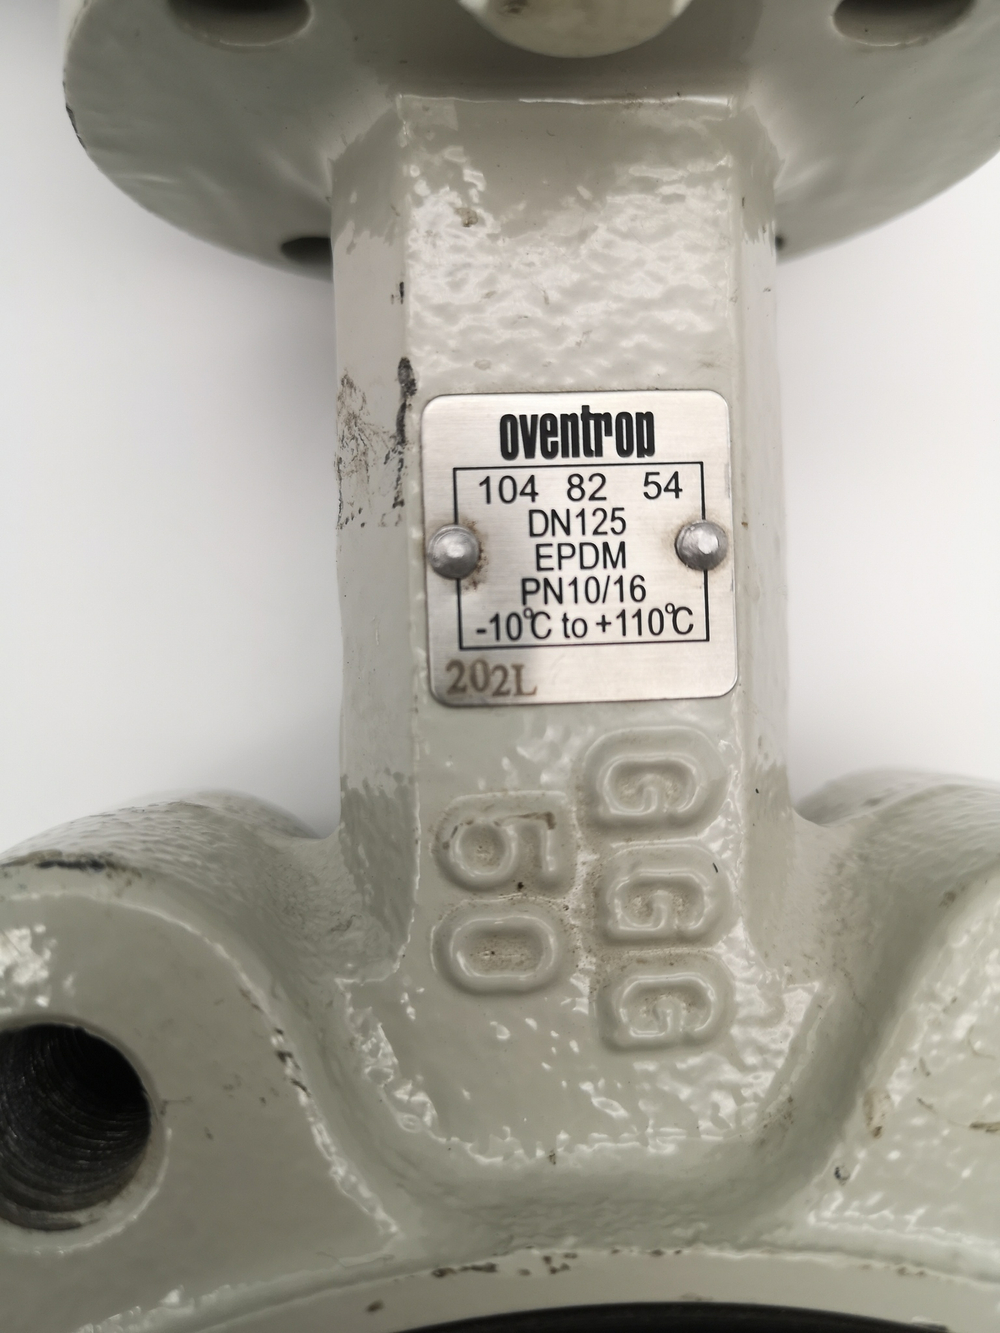 oventrop
104 82 54
DN125
EPDM
PN10/16
-10°C to +110°C
202L
GGG
50